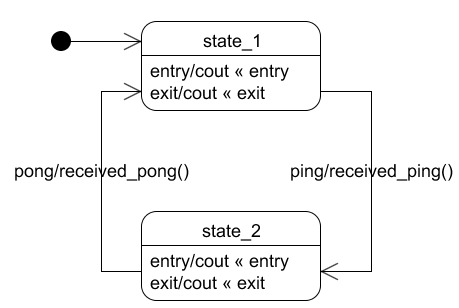 state_1
entry/cout « entry
exit/cout « exit
pong/received_pong()
ping/received_ping()
state_2
entry/cout « entry
exit/cout « exit